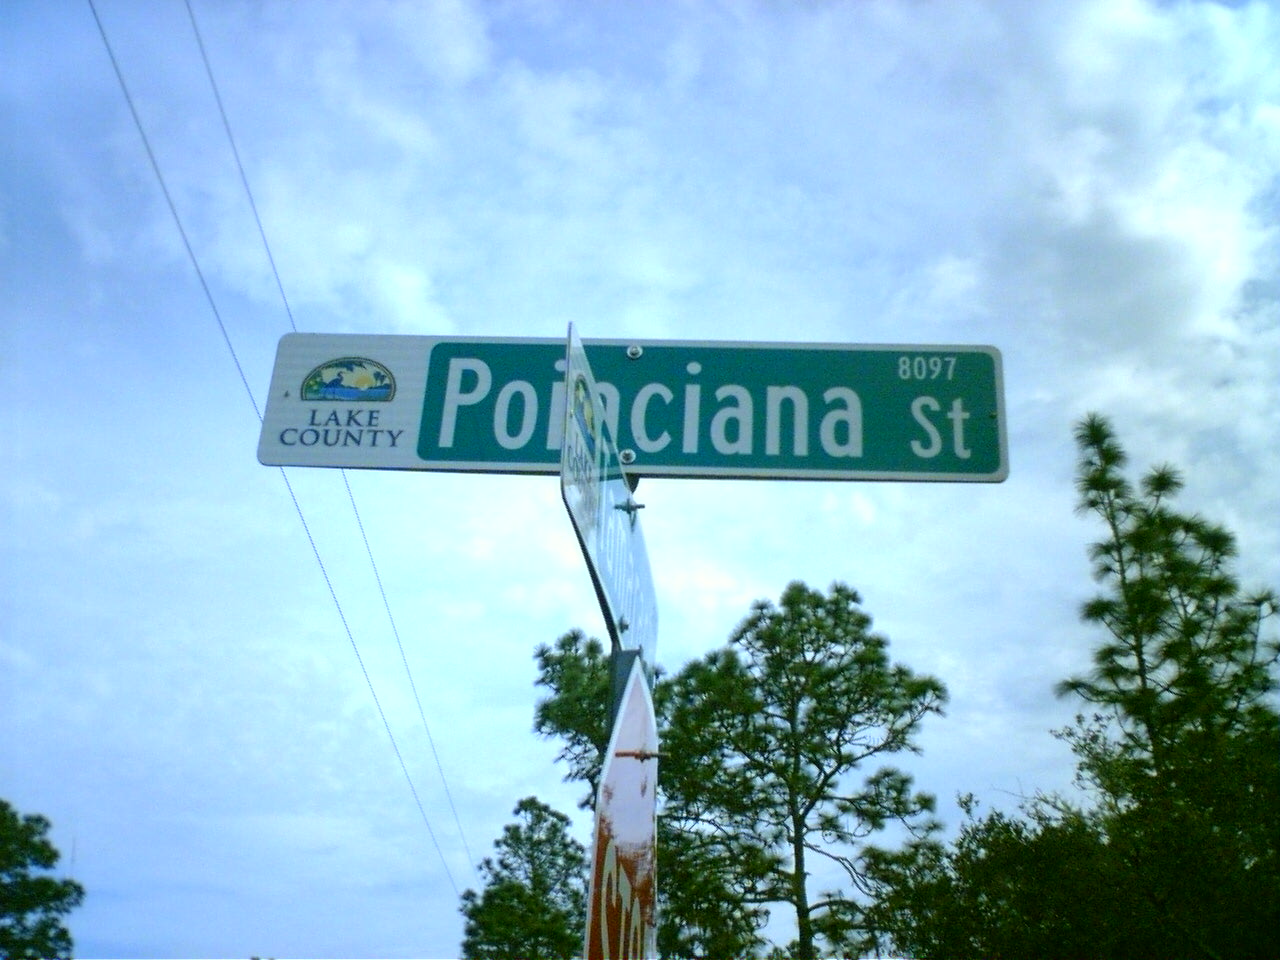 LAKE
COUNTY
Poinciana St
8097